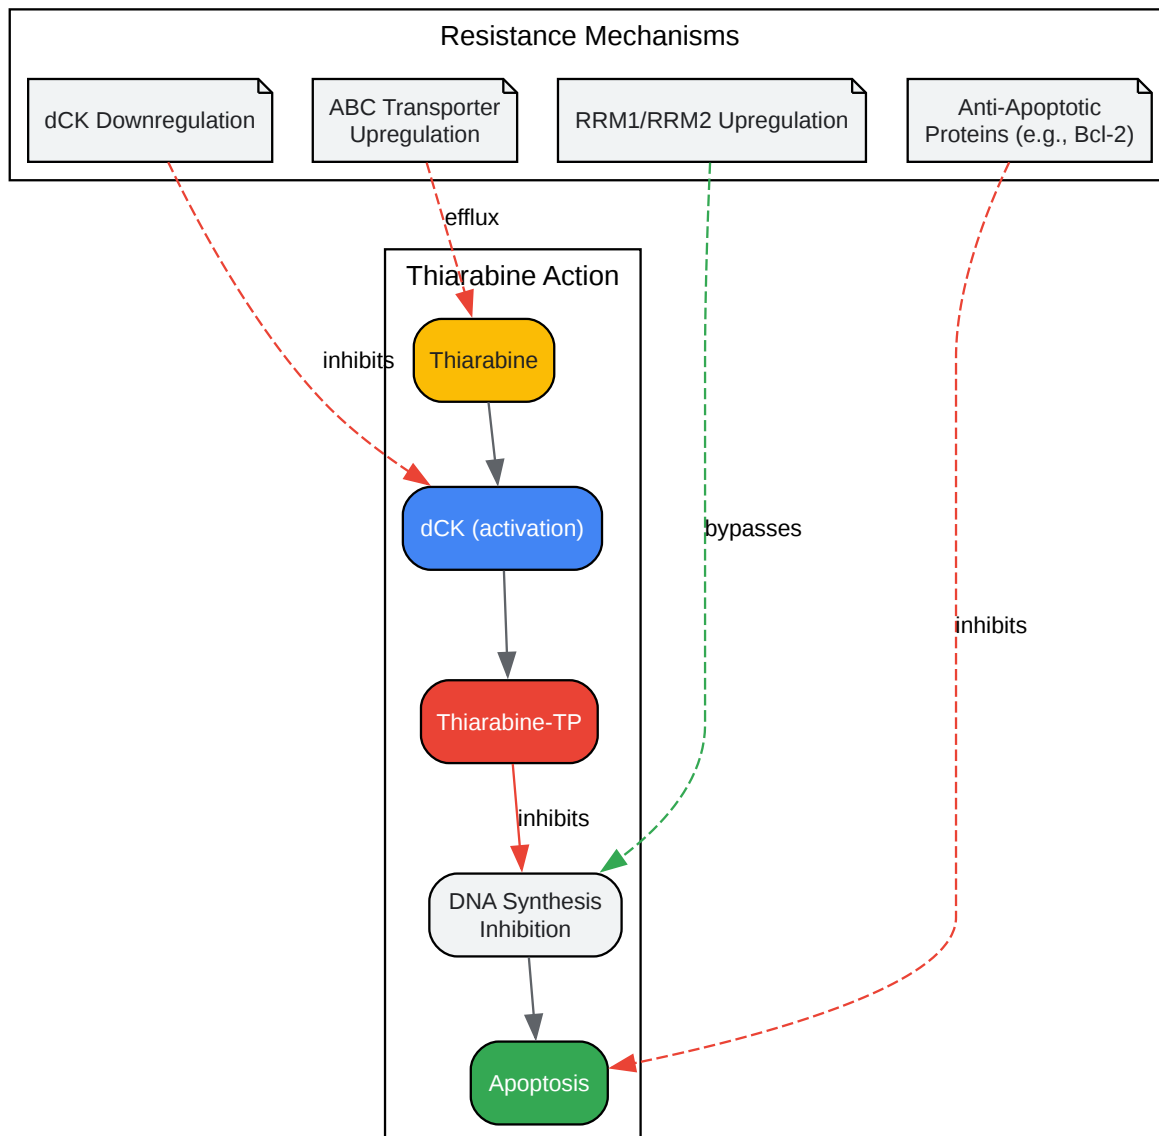 Resistance Mechanisms
dCK Downregulation
ABC Transporter
Upregulation
RRM1/RRM2 Upregulation
Anti-Apoptotic
Proteins (e.g., Bcl-2)
efflux
Thiarabine Action
inhibits
Thiarabine
dCK (activation)
bypasses
inhibits
Thiarabine-TP
inhibits
DNA Synthesis
Inhibition
Apoptosis